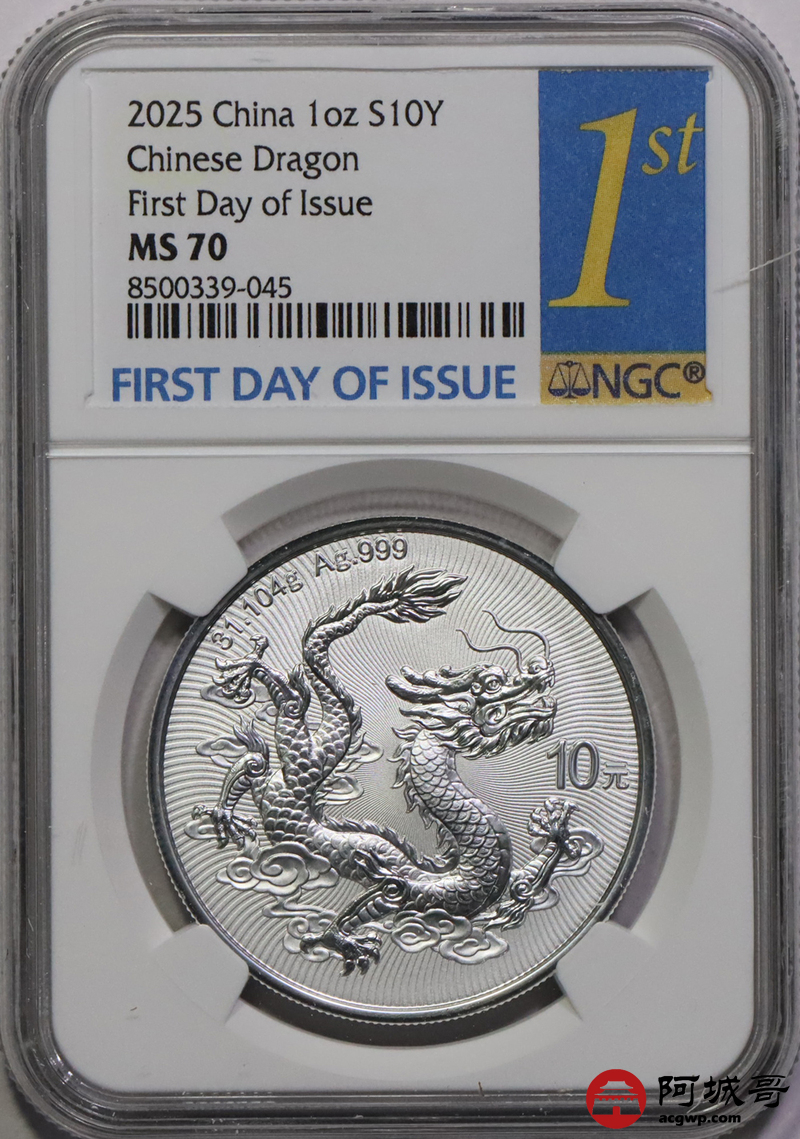 2025 China 1oz S10Y
Chinese Dragon
First Day of Issue
MS 70
8500339-045
FIRST DAY OF ISSUE
1st
NGC®
31.104g Ag.999
10元
阿城哥
acgwp.com